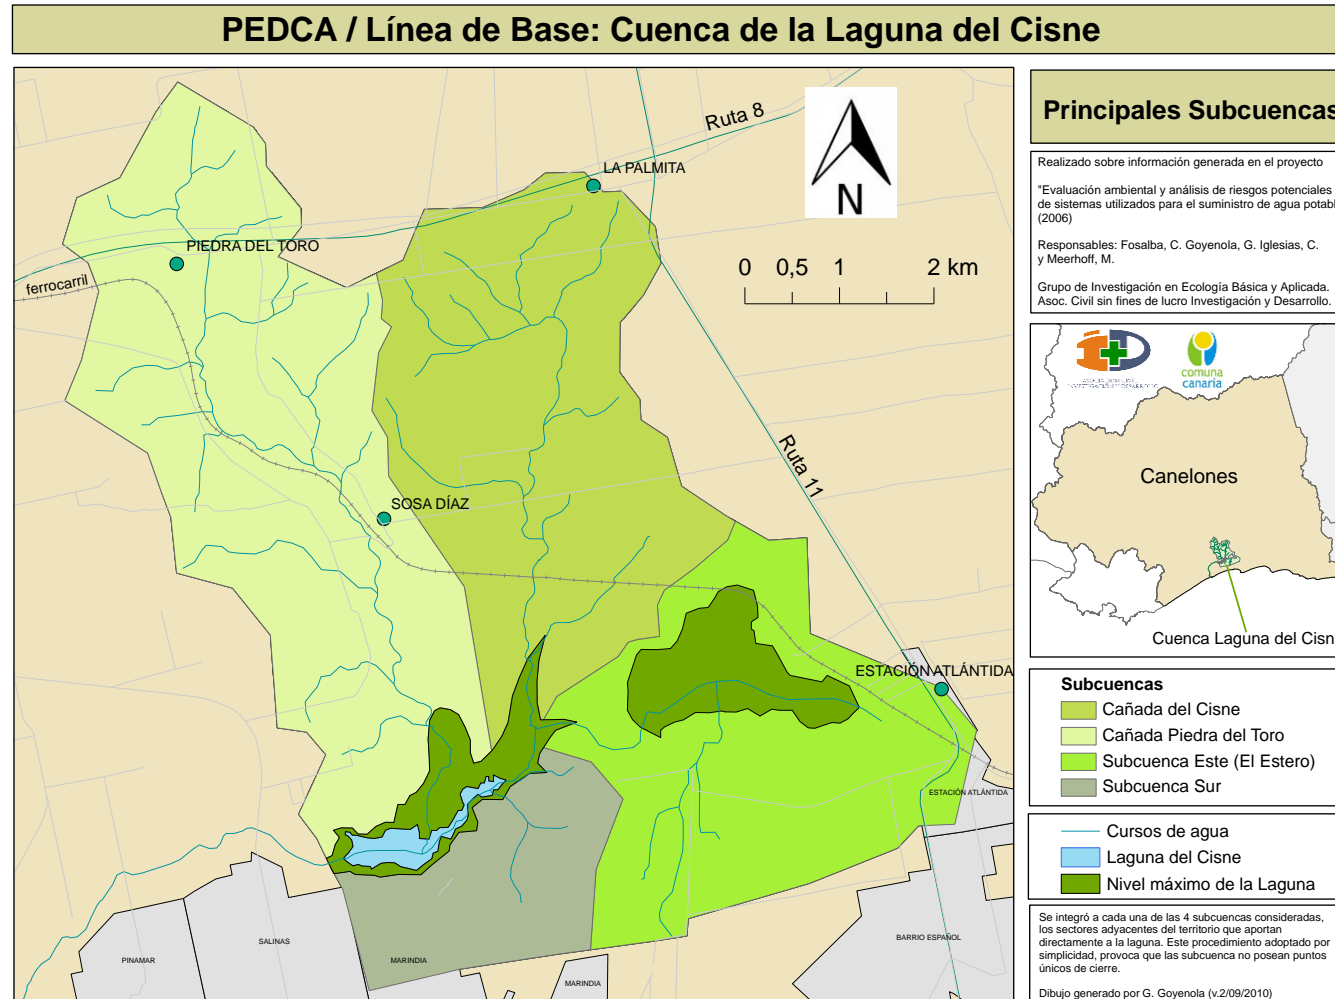 PEDCA / Línea de Base: Cuenca de la Laguna del Cisne
Ruta 8
LA PALMITA
PIEDRA DEL TORO
ferrocarril
N
0 0,5 1 2 km
Ruta 11
SOSA DÍAZ
ESTACIÓN ATLÁNTIDA
ESTACIÓN ATLÁNTIDA
BARRIO ESPAÑOL
SALINAS
PINAMAR
MARINDIA
MARINDIA
Principales Subcuencas
Realizado sobre información generada en el proyecto
"Evaluación ambiental y análisis de riesgos potenciales
de sistemas utilizados para el suministro de agua potabl
(2006)
Responsables: Fosalba, C. Goyenola, G. Iglesias, C.
y Meerhoff, M.
Grupo de Investigación en Ecología Básica y Aplicada.
Asoc. Civil sin fines de lucro Investigación y Desarrollo.
comuna
canaria
Canelones
Cuenca Laguna del Cisn
Subcuencas
Cañada del Cisne
Cañada Piedra del Toro
Subcuenca Este (El Estero)
Subcuenca Sur
Cursos de agua
Laguna del Cisne
Nivel máximo de la Laguna
Se integró a cada una de las 4 subcuencas consideradas,
los sectores adyacentes del territorio que aportan
directamente a la laguna. Este procedimiento adoptado por
simplicidad, provoca que las subcuenca no posean puntos
únicos de cierre.
Dibujo generado por G. Goyenola (v.2/09/2010)